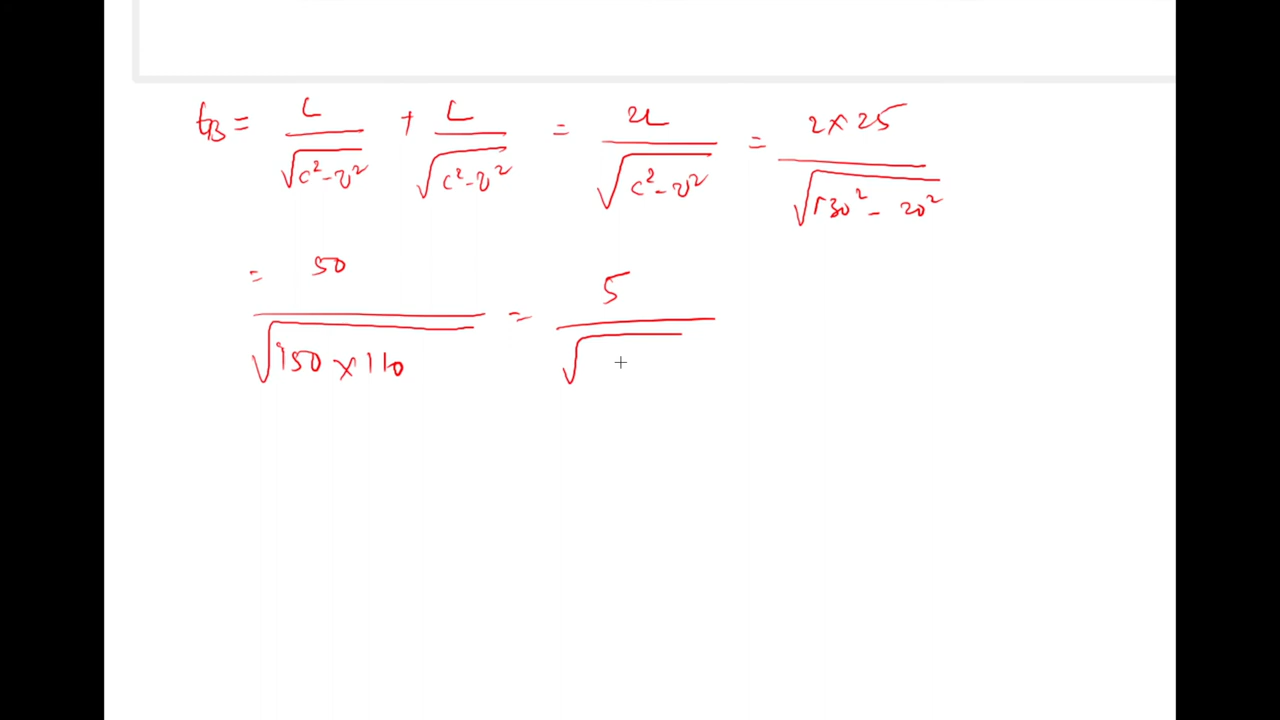 t_B = L/√(c² - v²) + L/√(c² - v²) = 2L/√(c² - v²) = 2 × 25/√(130² - 20²)
= 50/√(150 × 110) = 5/√